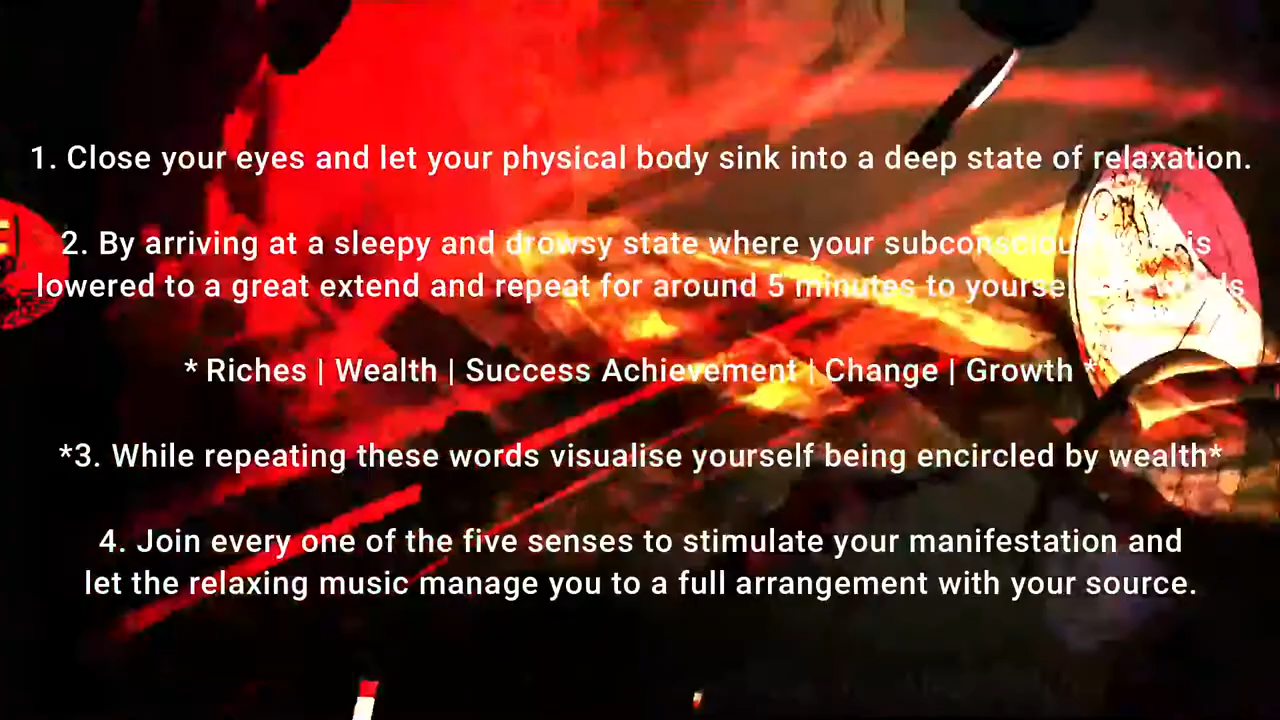 1. Close your eyes and let your physical body sink into a deep state of relaxation.
2. By arriving at a sleepy and drowsy state where your subconscious is
lowered to a great extend and repeat for around 5 minutes to
* Riches | Wealth | Success Achievement | Change | Growth *
*3. While repeating these words visualise yourself being encircled by wealth*
4. Join every one of the five senses to stimulate your manifestation and
let the relaxing music manage you to a full arrangement with your source.